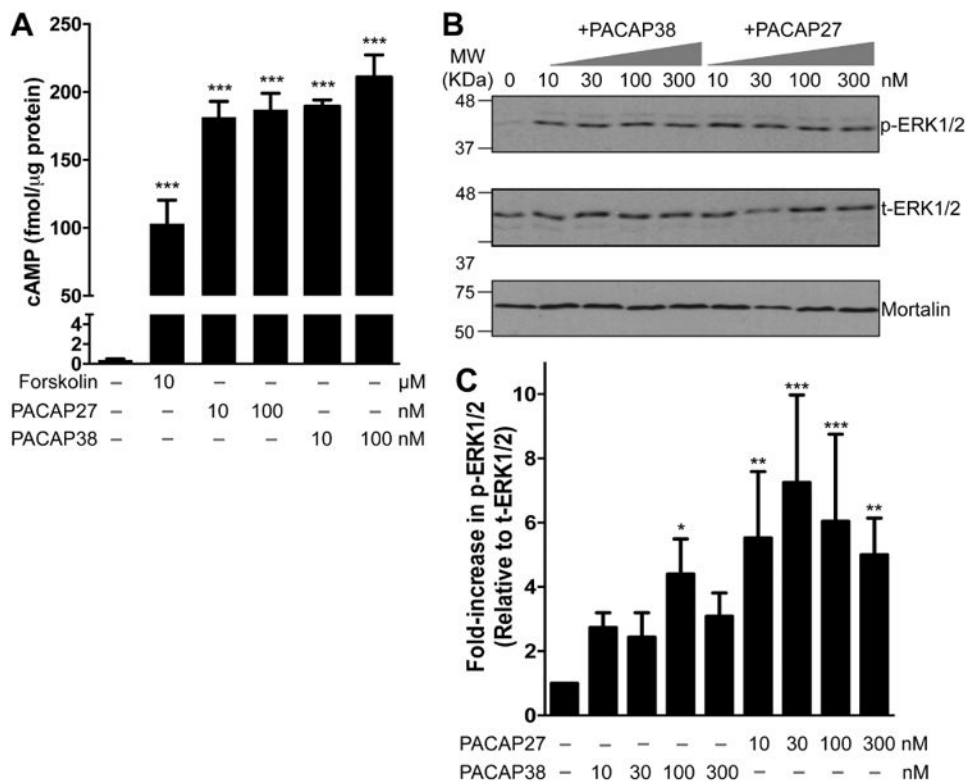 A
250
200
150
100
50
4
2
0
cAMP (fmol/μg protein)
*** *** *** *** ***
Forskolin – 10 – – – – μM
PACAP27 – – 10 100 – – nM
PACAP38 – – – – 10 100 nM
B
+PACAP38 +PACAP27
MW
(KDa) 0 10 30 100 300 10 30 100 300 nM
48
37
p-ERK1/2
48
t-ERK1/2
37
75
50
Mortalin
C
10
8
6
4
2
0
Fold-increase in p-ERK1/2
(Relative to t-ERK1/2)
* ** *** *** **
PACAP27 – – – – – 10 30 100 300 nM
PACAP38 – 10 30 100 300 – – – – nM